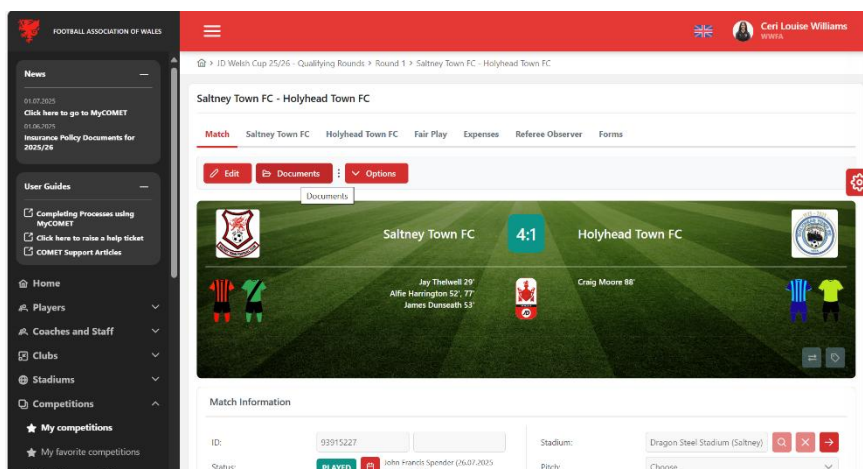 FOOTBALL ASSOCIATION OF WALES
Ceri Louise Williams
WWFA
JD Welsh Cup 25/26 - Qualifying Rounds > Round 1 > Saltney Town FC - Holyhead Town FC
News
01.07.2025
Click here to go to MyCOMET
01.06.2025
Insurance Policy Documents for
2025/26
User Guides
Completing Processes using
MyCOMET
Click here to raise a help ticket
COMET Support Articles
Home
Players
Coaches and Staff
Clubs
Stadiums
Competitions
My competitions
My favorite competitions
Saltney Town FC - Holyhead Town FC
Match Saltney Town FC Holyhead Town FC Fair Play Expenses Referee Observer Forms
Edit Documents Options
Documents
Saltney Town FC 4:1 Holyhead Town FC
Jay Thelwell 29' Craig Moore 88'
Alfie Harrington 52', 77'
James Dunseath 53'
JD
Match Information
ID: 93915227 Stadium: Dragon Steel Stadium (Saltney)
Status: PLAYED John Francis Spender (26.07.2025 Pitch: Choose